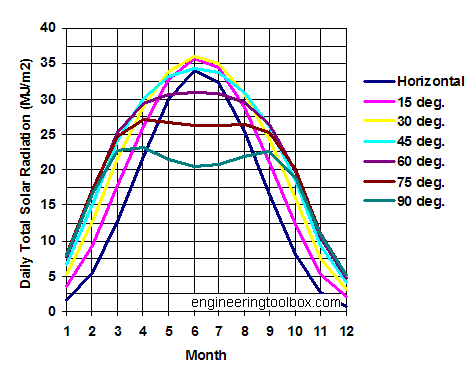 40
35
30
25
20
15
10
5
0
Daily Total Solar Radiation (MJ/m2)
Horizontal
15 deg.
30 deg.
45 deg.
60 deg.
75 deg.
90 deg.
engineeringtoolbox.com
1 2 3 4 5 6 7 8 9 10 11 12
Month